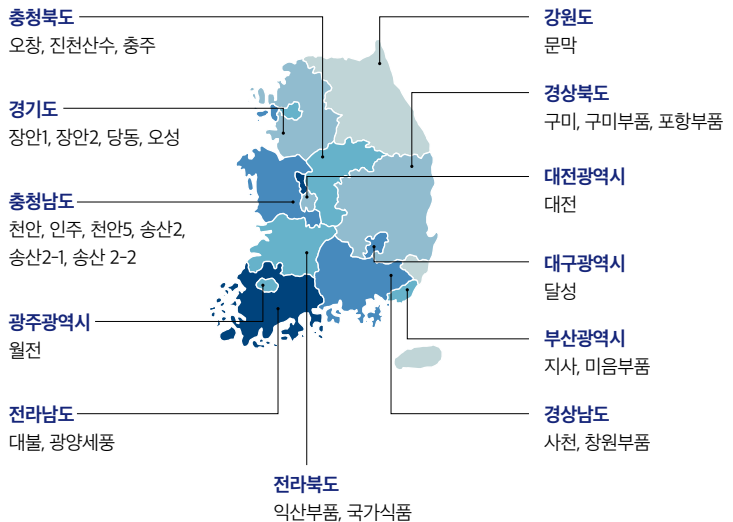 충청북도
오창, 진천산수, 충주
경기도
장안1, 장안2, 당동, 오성
충청남도
천안, 인주, 천안5, 송산2,
송산2-1, 송산 2-2
광주광역시
월전
전라남도
대불, 광양세풍
전라북도
익산부품, 국가식품
강원도
문막
경상북도
구미, 구미부품, 포항부품
대전광역시
대전
대구광역시
달성
부산광역시
지사, 미음부품
경상남도
사천, 창원부품